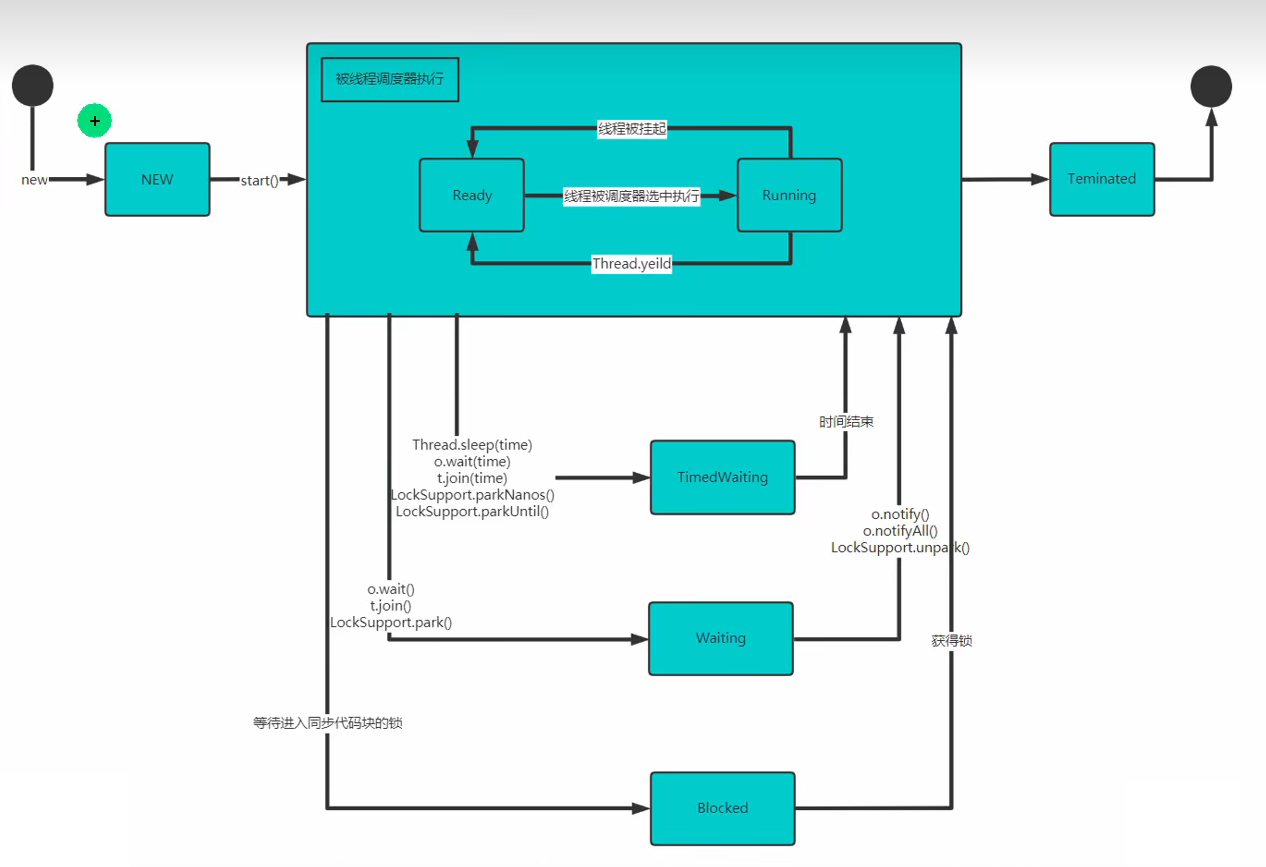 被线程调度器执行
线程被挂起
new
NEW
start()
Ready
线程被调度器选中执行
Running
Teminated
Thread.yeild
时间结束
Thread.sleep(time)
o.wait(time)
t.join(time)
LockSupport.parkNanos()
LockSupport.parkUntil()
TimedWaiting
o.notify()
o.notifyAll()
LockSupport.unpark()
o.wait()
t.join()
LockSupport.park()
Waiting
获得锁
等待进入同步代码块的锁
Blocked